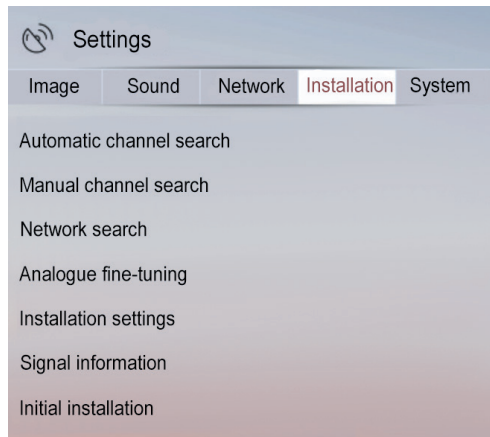 Settings
Image Sound Network Installation System
Automatic channel search
Manual channel search
Network search
Analogue fine-tuning
Installation settings
Signal information
Initial installation